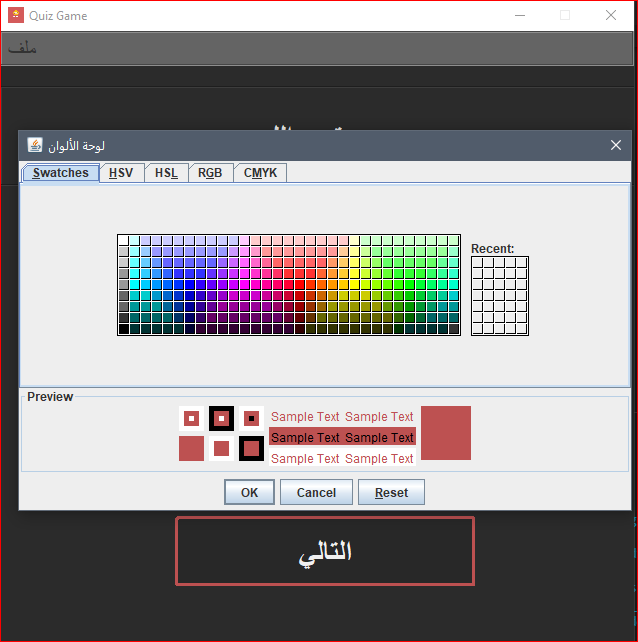 Quiz Game
ملف
لوحة الألوان
Swatches HSV HSL RGB CMYK
Recent:
Preview
Sample Text Sample Text
Sample Text Sample Text
Sample Text Sample Text
OK Cancel Reset
التالي